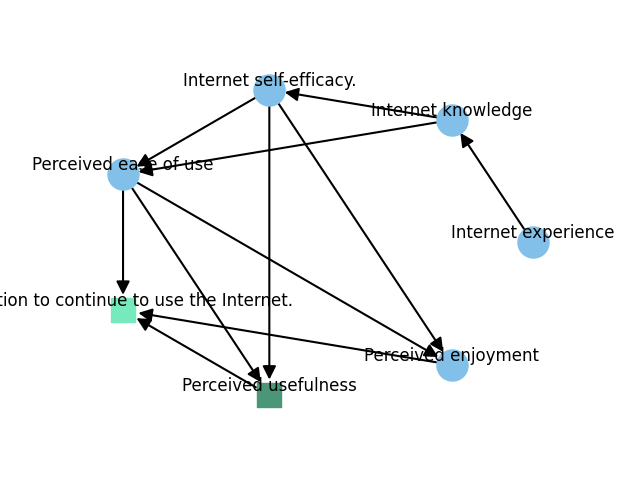 Internet self-efficacy.
Internet knowledge
Perceived ease of use
Internet experience
tion to continue to use the Internet.
Perceived enjoyment
Perceived usefulness